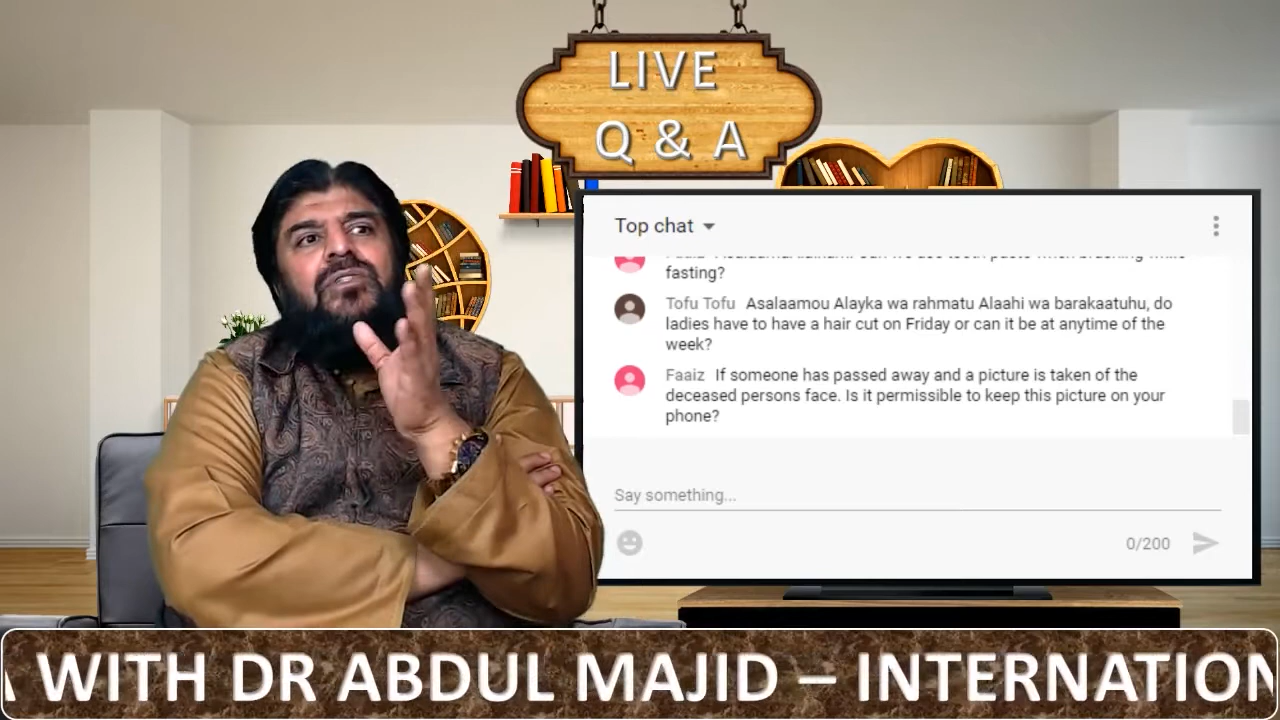 LIVE
Q & A
Top chat
fasting?
Tofu Tofu Asalaamou Alayka wa rahmatu Alaahi wa barakaatuhu, do
ladies have to have a hair cut on Friday or can it be at anytime of the
week?
Faaiz If someone has passed away and a picture is taken of the
deceased persons face. Is it permissible to keep this picture on your
phone?
Say something...
0/200
WITH DR ABDUL MAJID – INTERNATION